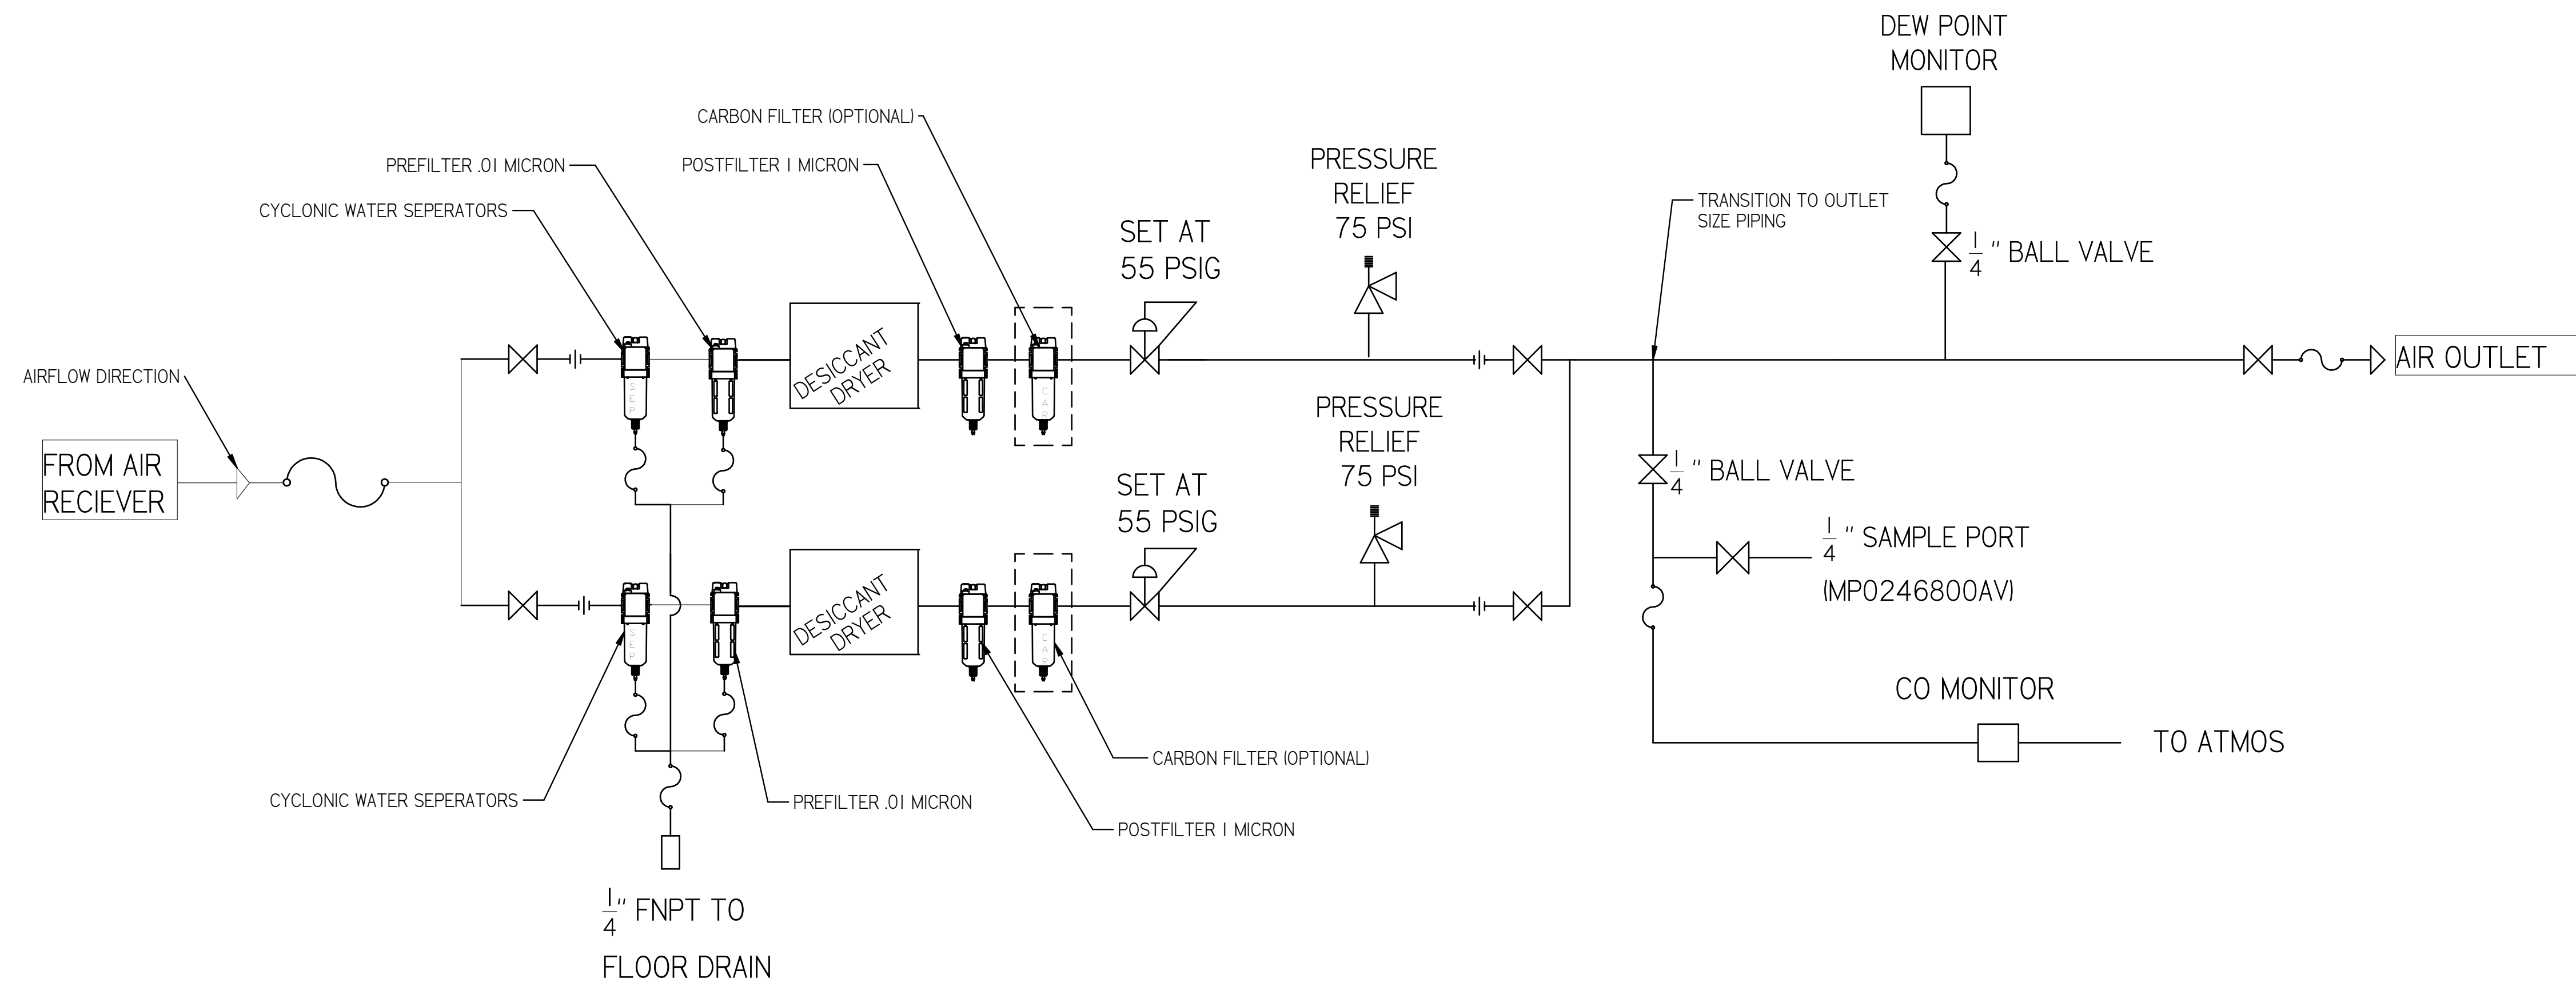 DEW POINT
MONITOR
CARBON FILTER (OPTIONAL)
PREFILTER .01 MICRON
POSTFILTER 1 MICRON
CYCLONIC WATER SEPERATORS
PRESSURE
RELIEF
75 PSI
TRANSITION TO OUTLET
SIZE PIPING
SET AT
55 PSIG
1/4 " BALL VALVE
AIRFLOW DIRECTION
SEP
DESICCANT
DRYER
CAR
AIR OUTLET
FROM AIR
RECIEVER
PRESSURE
RELIEF
75 PSI
SET AT
55 PSIG
1/4 " BALL VALVE
1/4 " SAMPLE PORT
(MP0246800AV)
SEP
DESICCANT
DRYER
CAR
CO MONITOR
TO ATMOS
CARBON FILTER (OPTIONAL)
CYCLONIC WATER SEPERATORS
PREFILTER .01 MICRON
POSTFILTER 1 MICRON
1/4" FNPT TO
FLOOR DRAIN